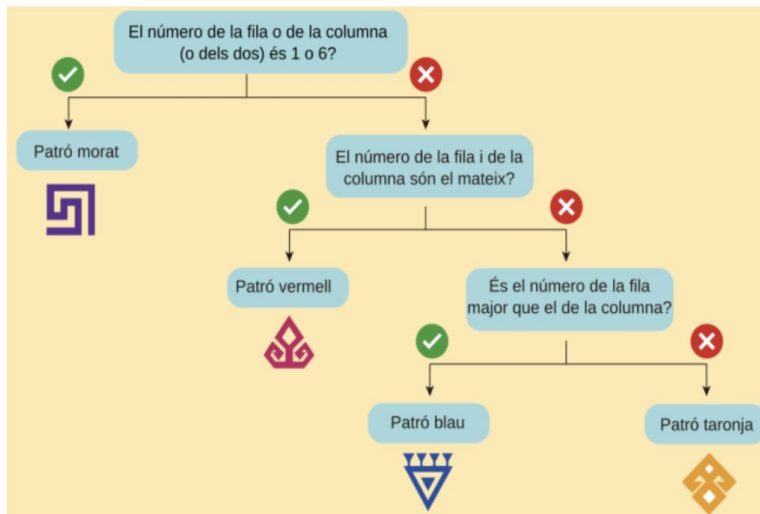 El número de la fila o de la columna
(o dels dos) és 1 o 6?
Patró morat
El número de la fila i de la
columna són el mateix?
Patró vermell
És el número de la fila
major que el de la columna?
Patró blau
Patró taronja